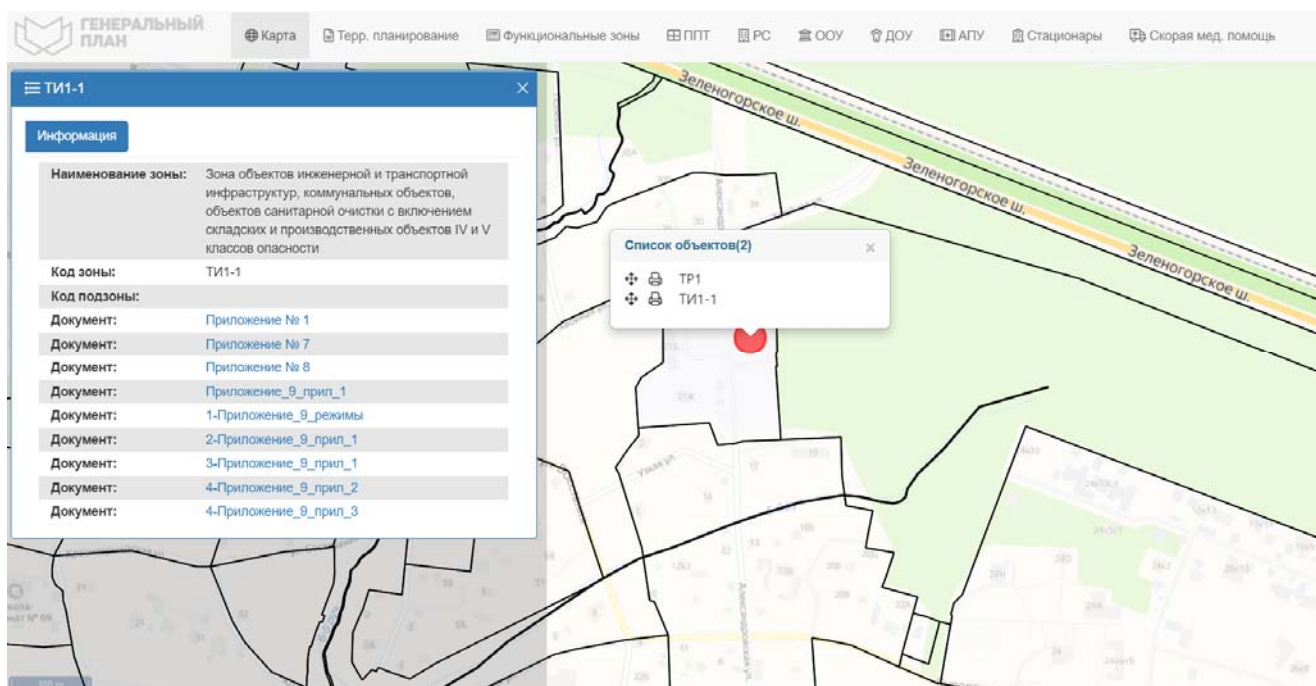 ГЕНЕРАЛЬНЫЙ
ПЛАН
Карта
Терр. планирование
Функциональные зоны
ППТ
РС
ООУ
ДОУ
АПУ
Стационары
Скорая мед. помощь
ТИ1-1
Информация
Наименование зоны: Зона объектов инженерной и транспортной
инфраструктур, коммунальных объектов,
объектов санитарной очистки с включением
складских и производственных объектов IV и V
классов опасности
Код зоны: ТИ1-1
Код подзоны:
Документ: Приложение № 1
Документ: Приложение № 7
Документ: Приложение № 8
Документ: Приложение_9_прил_1
Документ: 1-Приложение_9_режимы
Документ: 2-Приложение_9_прил_1
Документ: 3-Приложение_9_прил_1
Документ: 4-Приложение_9_прил_2
Документ: 4-Приложение_9_прил_3
Список объектов(2)
ТР1
ТИ1-1
Зеленогорское ш.
Зеленогорское ш.
Зеленогорское ш.
Узкая ул.
Александровская ул.